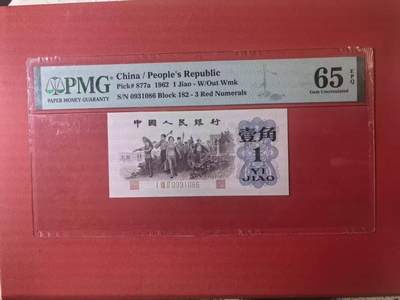 PMG
PAPER MONEY GUARANTY
China / People's Republic
Pick# 877a 1962 1 Jiao - W/Out Wmk
S/N 0931086 Block 182 - 3 Red Numerals
65 EPQ
Gem Uncirculated
中国人民银行
壹角
1
YI
JIAO
0931086